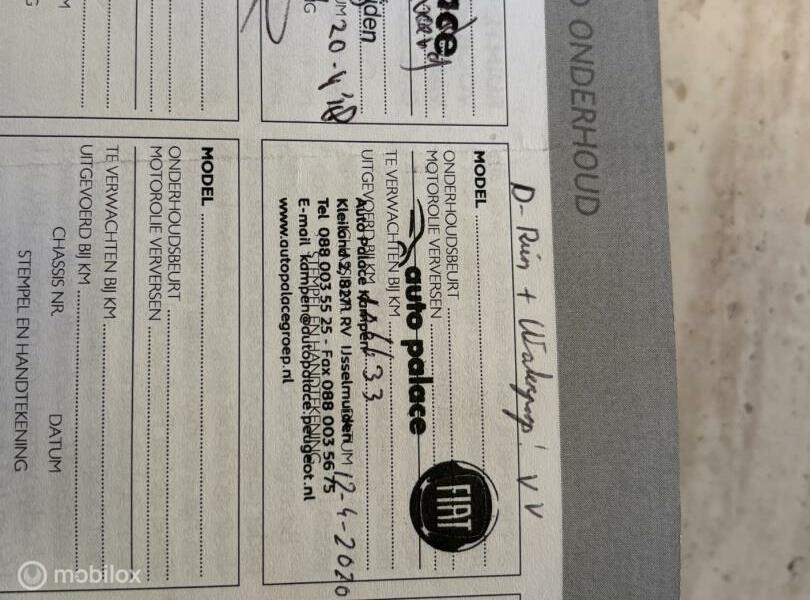 ONDERHOUD
D-Riem + Waterpomp! VV
MODEL
ONDERHOUDSBEURT
MOTOROLIE VERVERSEN
auto palace
FIAT
TE VERWACHTEN BIJ KM
UITGEVOERD BIJ KM
Auto Palace Kampen
Kleiland 2, 8271 RV IJsselmuiden
12-4-2020
Tel 088 003 55 25 - Fax 088 003 56 75
STEMPEL EN HANDTEKENING
E-mail kampen@autopalace.peugeot.nl
www.autopalacegroep.nl
20-4-'18
MODEL
ONDERHOUDSBEURT
MOTOROLIE VERVERSEN
TE VERWACHTEN BIJ KM
UITGEVOERD BIJ KM
CHASSIS NR.
DATUM
STEMPEL EN HANDTEKENING
mobilox